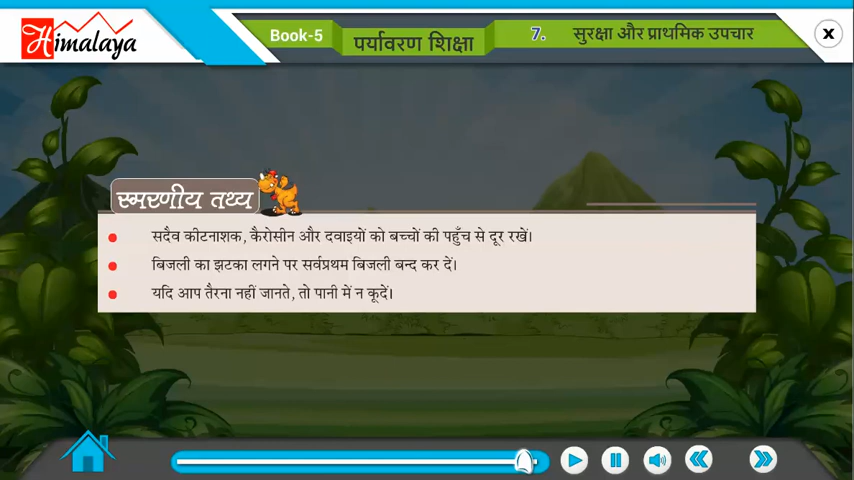 Himalaya
Book-5
पर्यावरण शिक्षा
7. सुरक्षा और प्राथमिक उपचार
X
स्मरणीय तथ्य
• सदैव कीटनाशक, कैरोसीन और दवाइयों को बच्चों की पहुँच से दूर रखें।
• बिजली का झटका लगने पर सर्वप्रथम बिजली बन्द कर दें।
• यदि आप तैरना नहीं जानते, तो पानी में न कूदें।